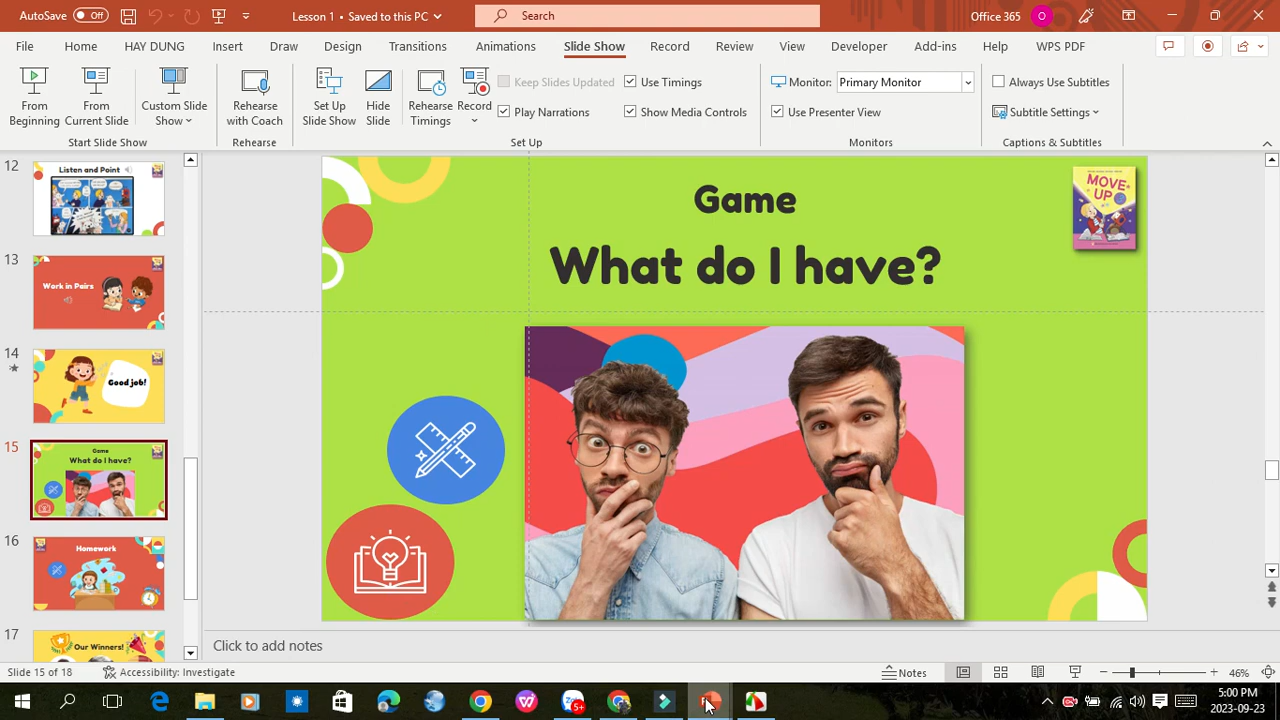 AutoSave Off Lesson 1 • Saved to this PC Search Office 365 O
File Home HAY DUNG Insert Draw Design Transitions Animations Slide Show Record Review View Developer Add-ins Help WPS PDF
From Beginning
From Current Slide
Custom Slide Show
Start Slide Show
Rehearse with Coach
Rehearse
Set Up Slide Show
Hide Slide
Rehearse Timings
Record
Keep Slides Updated
Play Narrations
Use Timings
Show Media Controls
Set Up
Monitor: Primary Monitor
Use Presenter View
Monitors
Always Use Subtitles
Subtitle Settings
Captions & Subtitles
12
Listen and Point
13
Work in Pairs
14
Good job!
15
Game
What do I have?
16
Homework
17
Our Winners!
Game
What do I have?
MOVE UP
Click to add notes
Slide 15 of 18 Accessibility: Investigate Notes 46%
5+
5:00 PM
2023-09-23